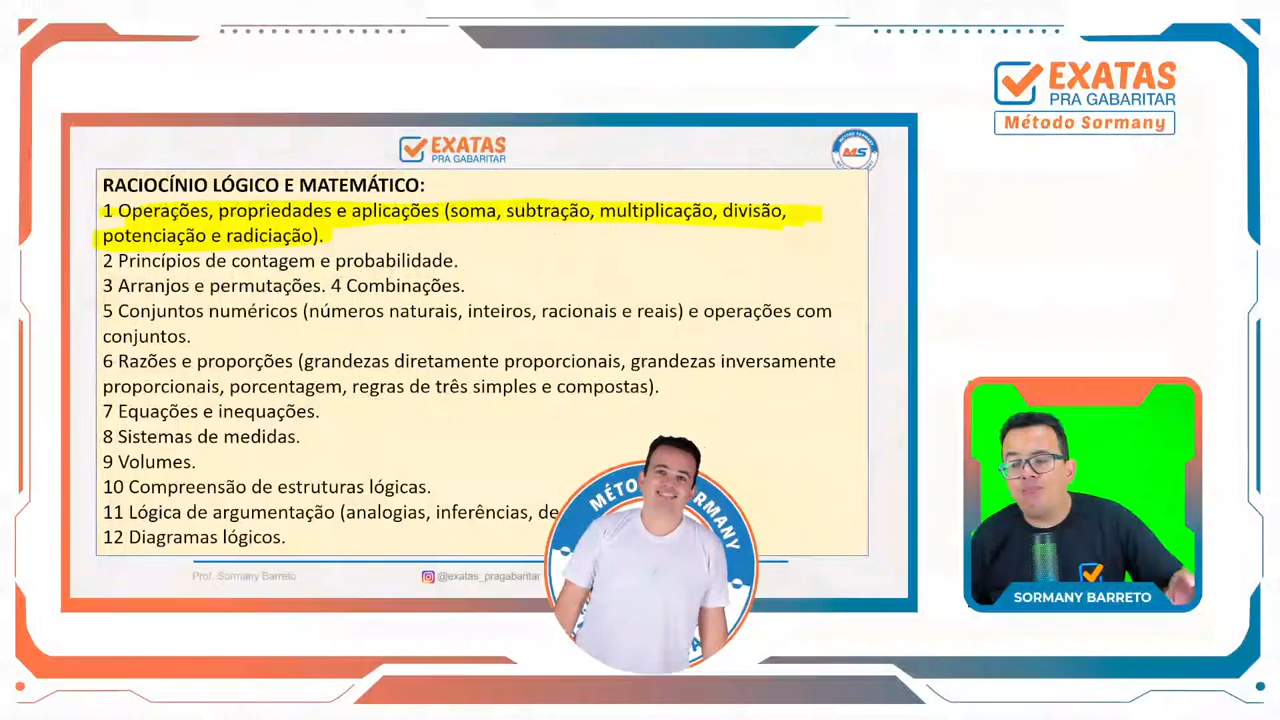 EXATAS
PRA GABARITAR
Método Sormany
EXATAS
PRA GABARITAR
MS
RACIOCÍNIO LÓGICO E MATEMÁTICO:
1 Operações, propriedades e aplicações (soma, subtração, multiplicação, divisão,
potenciação e radiciação).
2 Princípios de contagem e probabilidade.
3 Arranjos e permutações. 4 Combinações.
5 Conjuntos numéricos (números naturais, inteiros, racionais e reais) e operações com
conjuntos.
6 Razões e proporções (grandezas diretamente proporcionais, grandezas inversamente
proporcionais, porcentagem, regras de três simples e compostas).
7 Equações e inequações.
8 Sistemas de medidas.
9 Volumes.
10 Compreensão de estruturas lógicas.
11 Lógica de argumentação (analogias, inferências, de
12 Diagramas lógicos.
Prof. Sormany Barreto
@exatas_pragabaritar
SORMANY BARRETO